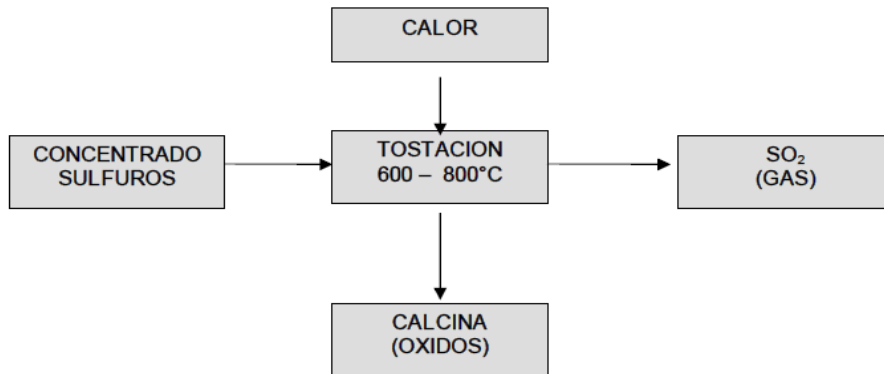 CALOR
CONCENTRADO
SULFUROS
TOSTACION
600 – 800°C
SO₂
(GAS)
CALCINA
(OXIDOS)